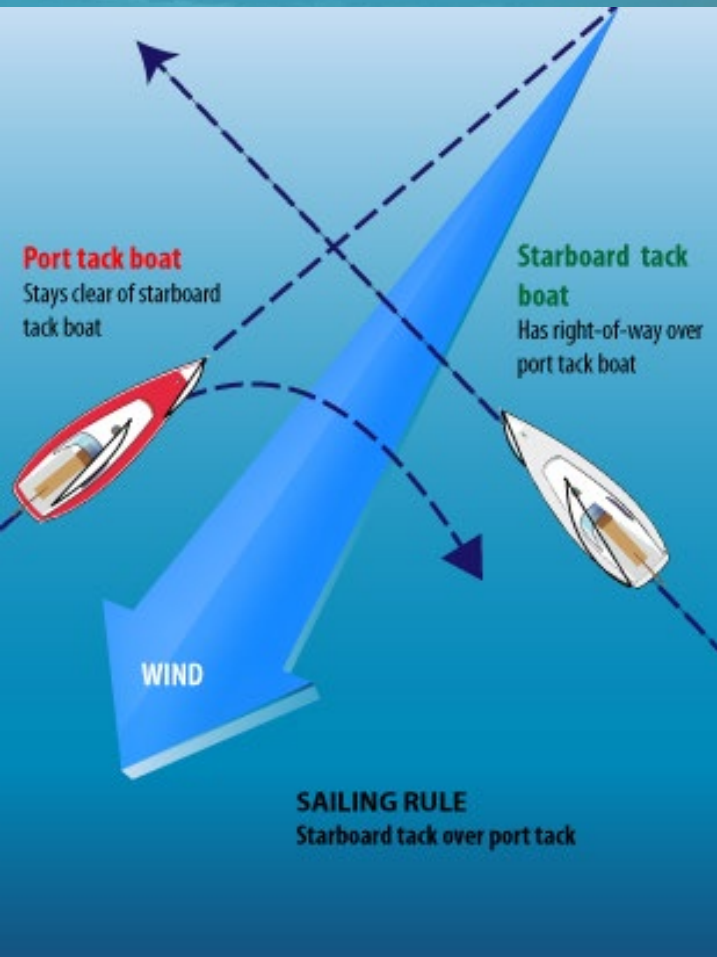 Port tack boat
Stays clear of starboard
tack boat
Starboard tack
boat
Has right-of-way over
port tack boat
WIND
SAILING RULE
Starboard tack over port tack